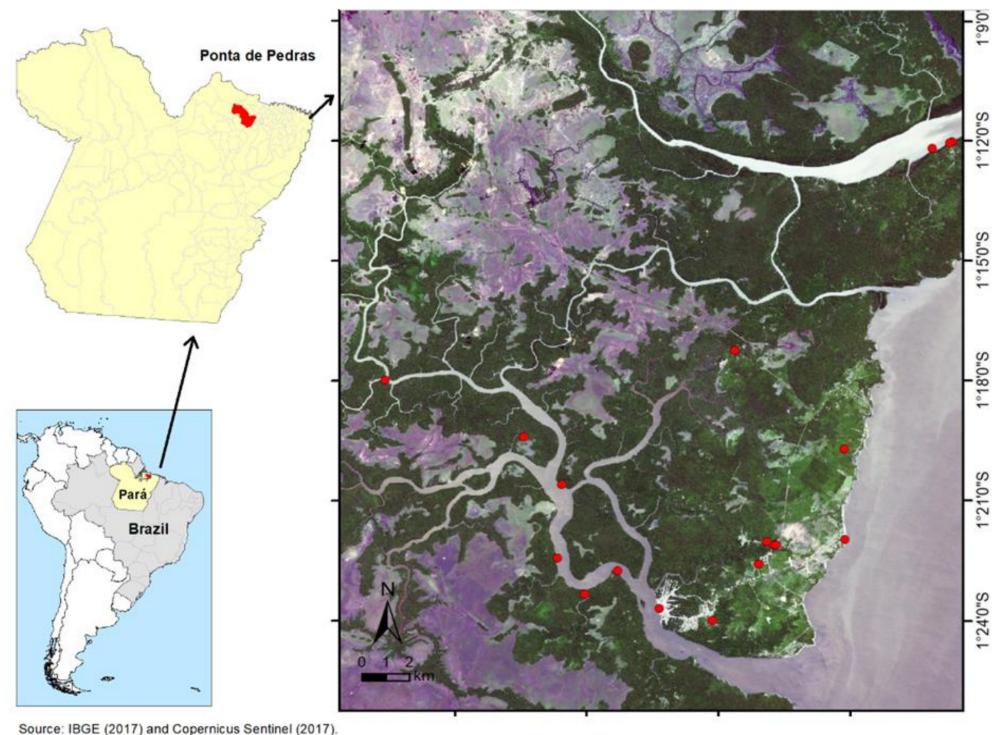 Ponta de Pedras
1°9'0"
1°12'0"S
1°15'0"S
1°18'0"S
1°21'0"S
1°24'0"S
Pará
Brazil
N
0 1 2
km
Source: IBGE (2017) and Copernicus Sentinel (2017).